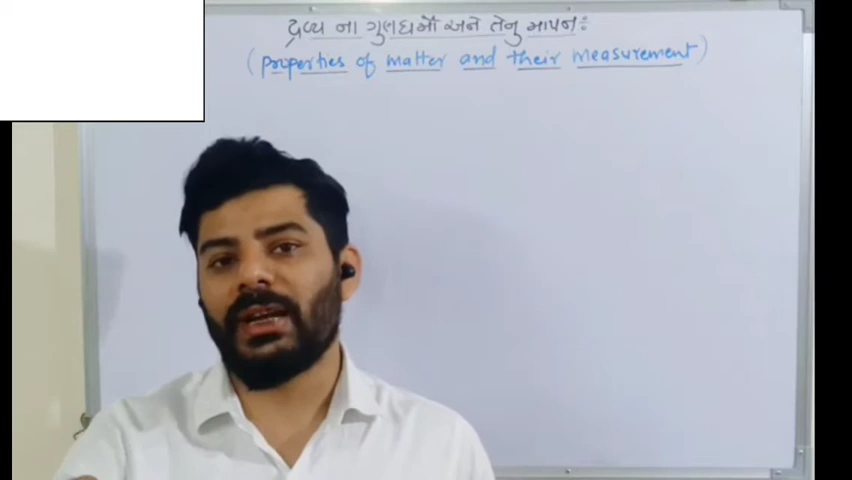 દ્રવ્ય ના ગુણધર્મો અને તેનુ માપન:
(properties of matter and their measurement)